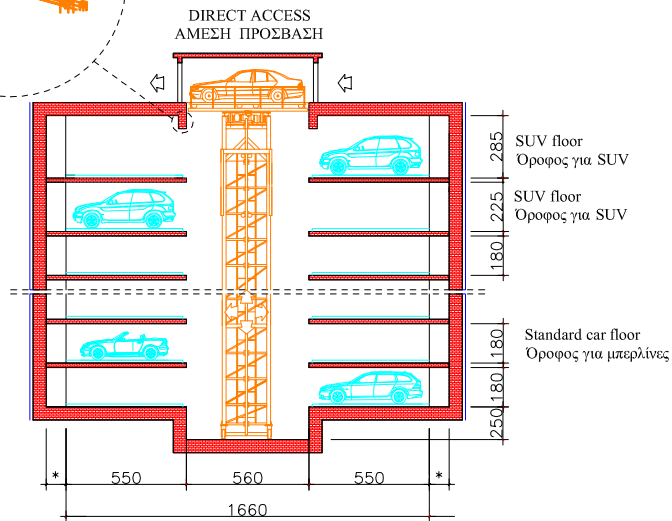 DIRECT ACCESS
ΑΜΕΣΗ ΠΡΟΣΒΑΣΗ
285
SUV floor
Όροφος για SUV
225
SUV floor
Όροφος για SUV
180
180
Standard car floor
Όροφος για μπερλίνες
180
250
* 550 560 550 *
1660